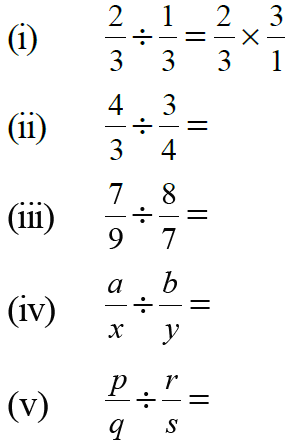 (i) 2/3 ÷ 1/3 = 2/3 × 3/1
(ii) 4/3 ÷ 3/4 =
(iii) 7/9 ÷ 8/7 =
(iv) a/x ÷ b/y =
(v) p/q ÷ r/s =